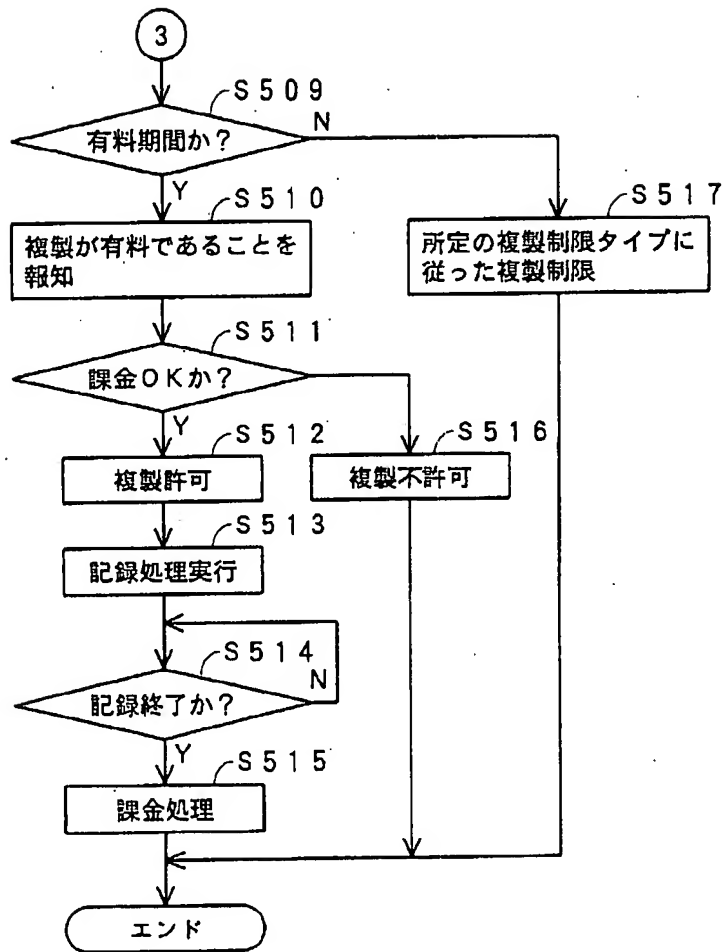 3
S509
有料期間か?
N
Y
S510
S517
複製が有料であることを
報知
所定の複製制限タイプに
従った複製制限
S511
課金OKか?
Y
S512
S516
複製許可
複製不許可
S513
記録処理実行
S514
N
記録終了か?
Y
S515
課金処理
エンド